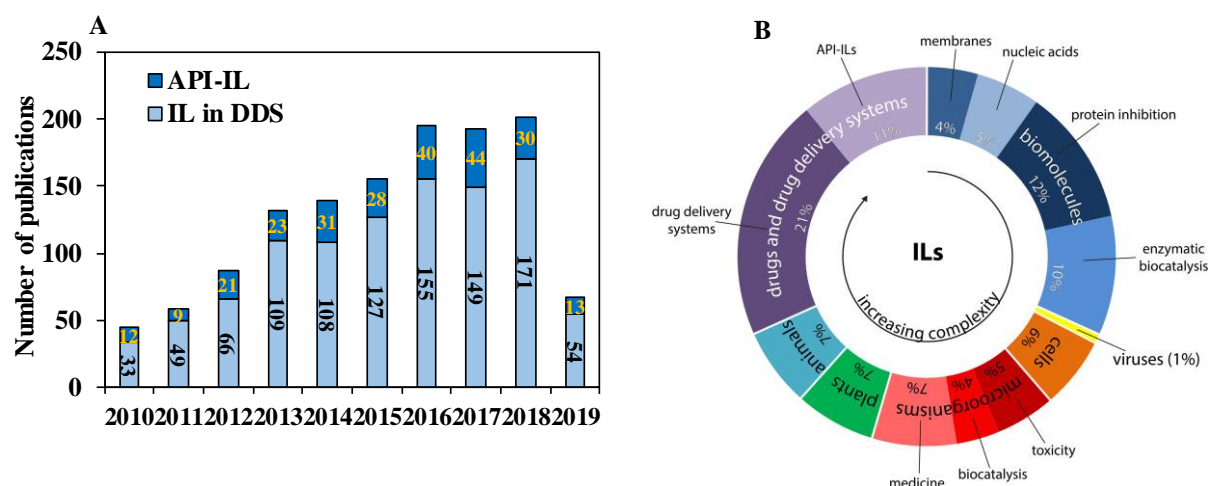 A
Number of publications
250
200
150
100
50
0
API-IL
IL in DDS
12
33
9
49
21
66
23
109
31
108
28
127
40
155
44
149
30
171
13
54
2010 2011 2012 2013 2014 2015 2016 2017 2018 2019
B
API-ILs
membranes
nucleic acids
protein inhibition
enzymatic
biocatalysis
viruses (1%)
toxicity
biocatalysis
medicine
drug delivery
systems
drugs and drug delivery systems
21%
11%
4%
5%
biomolecules
12%
10%
cells
6%
microorganisms
5%
4%
7%
plants
7%
animals
7%
ILs
increasing complexity